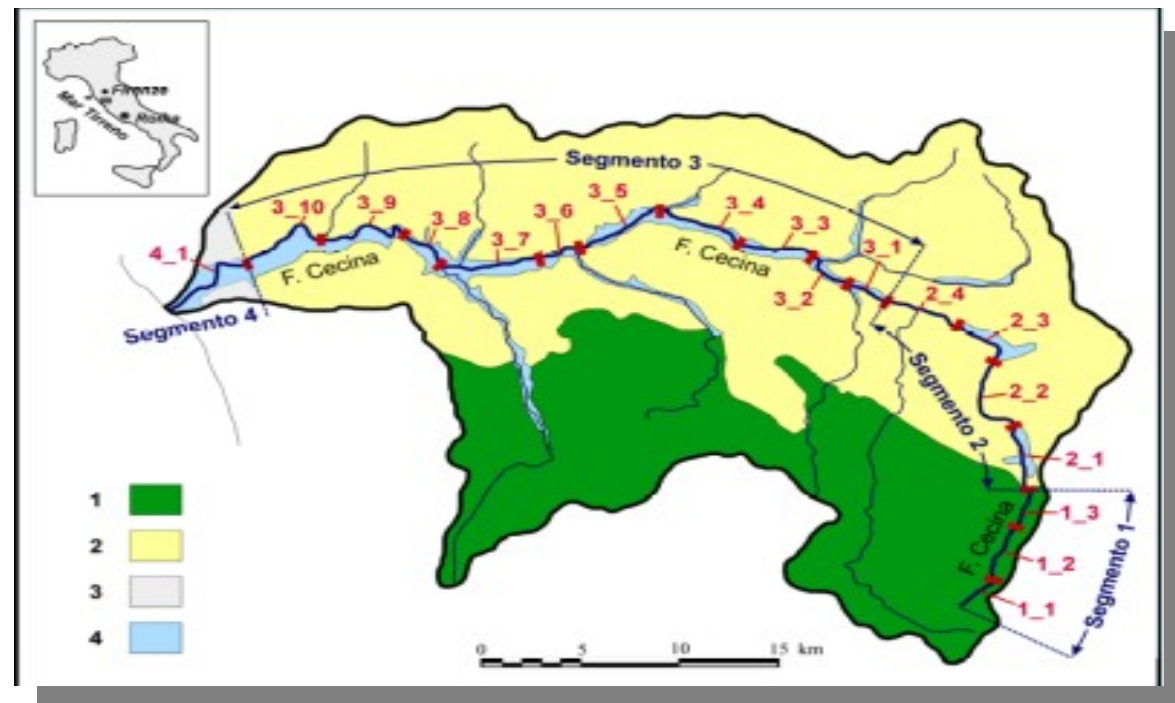 Firenze
Mar Tirreno
Roma
Segmento 3
3_10
3_9
3_8
3_7
3_6
3_5
3_4
3_3
3_2
3_1
4_1
F. Cecina
F. Cecina
Segmento 4
2_4
2_3
2_2
2_1
Segmento 2
1_3
1_2
1_1
F. Cecina
Segmento 1
1
2
3
4
0 5 10 15 km